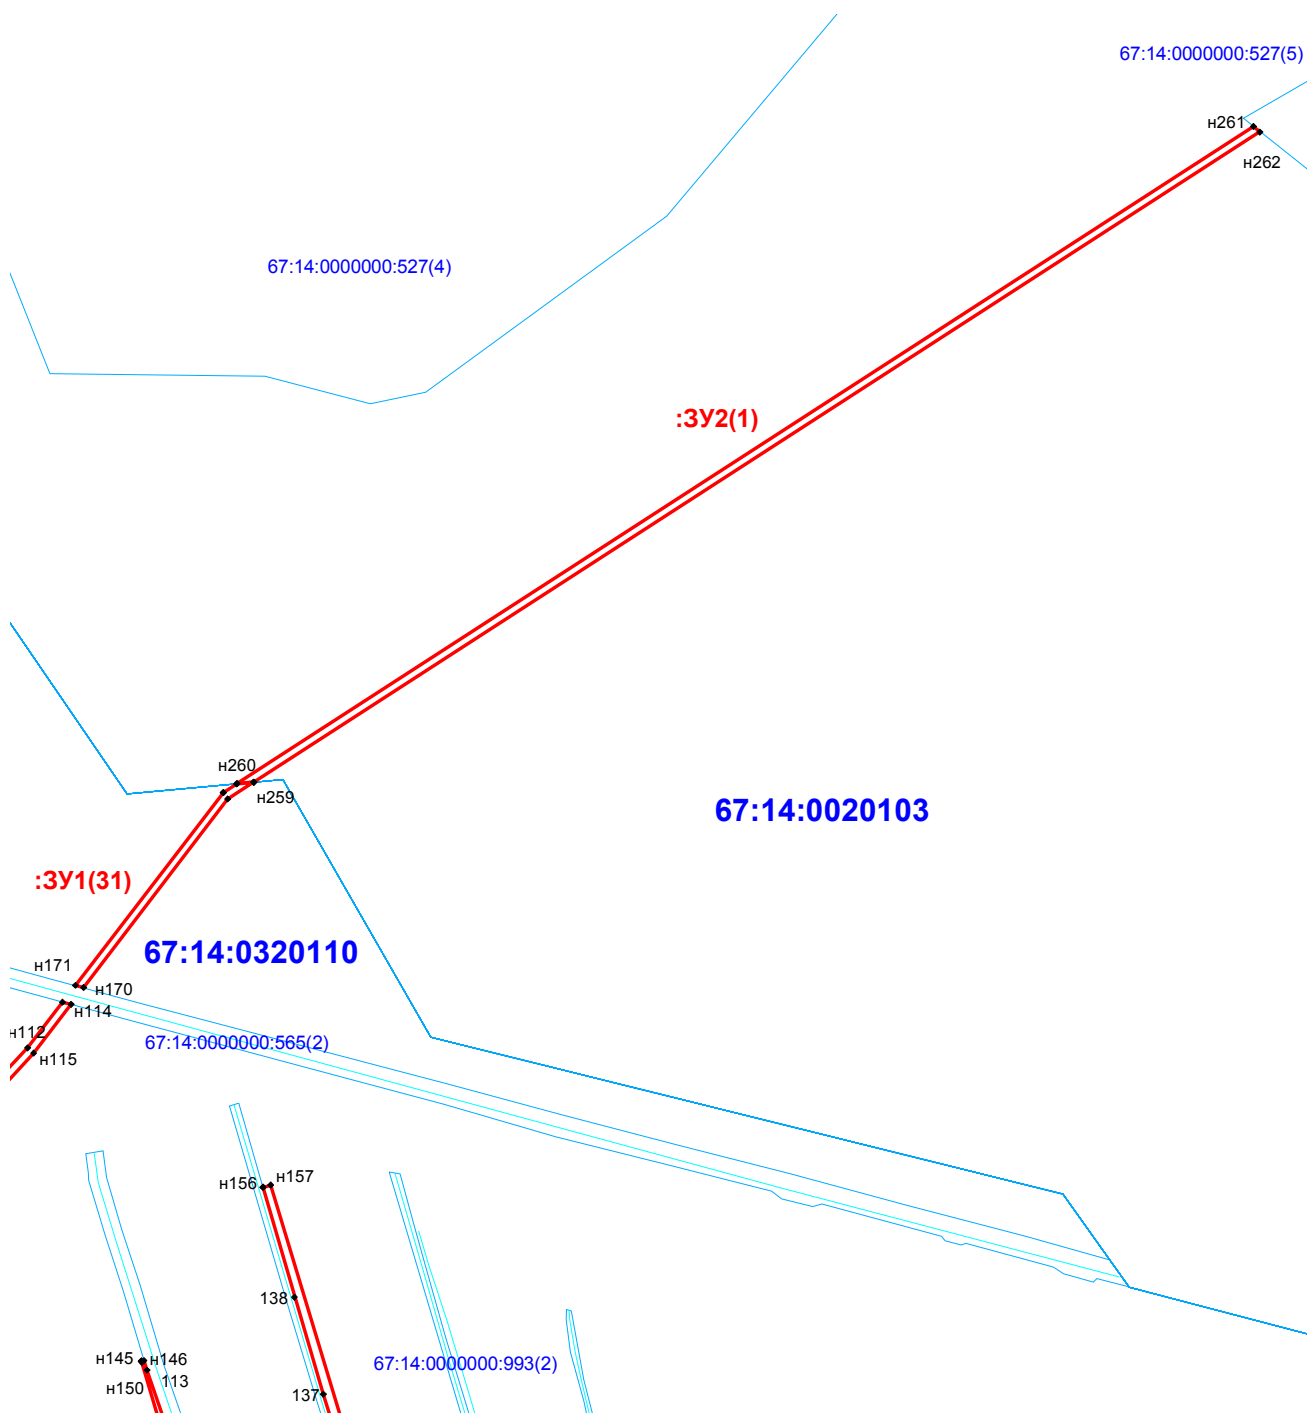 67:14:0000000:527(5)
н261
н262
67:14:0000000:527(4)
:ЗУ2(1)
н260
н259
67:14:0020103
:ЗУ1(31)
67:14:0320110
н171
н170
н114
н112
67:14:0000000:565(2)
н115
н156
н157
138
н145
н146
67:14:0000000:993(2)
113
н150
137